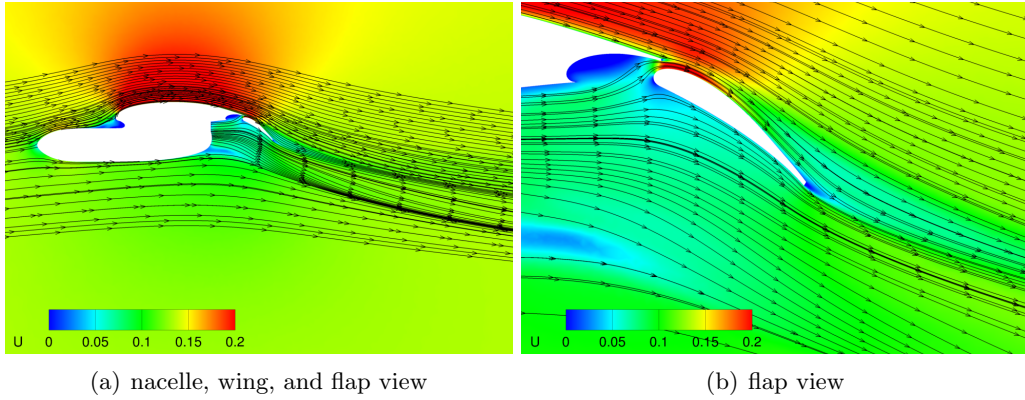 U 0 0.05 0.1 0.15 0.2
U 0 0.05 0.1 0.15 0.2
(a) nacelle, wing, and flap view
(b) flap view